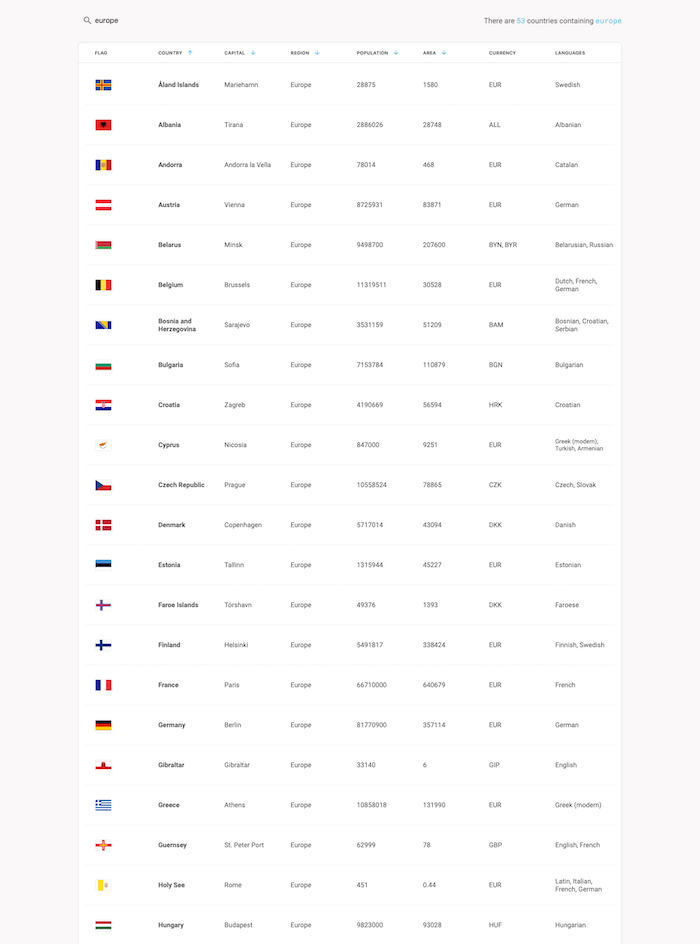 europe
There are 53 countries containing europe
FLAG COUNTRY CAPITAL REGION POPULATION AREA CURRENCY LANGUAGES
Åland Islands Mariehamn Europe 28875 1580 EUR Swedish
Albania Tirana Europe 2886026 28748 ALL Albanian
Andorra Andorra la Vella Europe 78014 468 EUR Catalan
Austria Vienna Europe 8725931 83871 EUR German
Belarus Minsk Europe 9498700 207600 BYN, BYR Belarusian, Russian
Belgium Brussels Europe 11319511 30528 EUR Dutch, French,
German
Bosnia and
Herzegovina Sarajevo Europe 3531159 51209 BAM Bosnian, Croatian,
Serbian
Bulgaria Sofia Europe 7153784 110879 BGN Bulgarian
Croatia Zagreb Europe 4190669 56594 HRK Croatian
Cyprus Nicosia Europe 847000 9251 EUR Greek (modern),
Turkish, Armenian
Czech Republic Prague Europe 10558524 78865 CZK Czech, Slovak
Denmark Copenhagen Europe 5717014 43094 DKK Danish
Estonia Tallinn Europe 1315944 45227 EUR Estonian
Faroe Islands Tórshavn Europe 49376 1393 DKK Faroese
Finland Helsinki Europe 5491817 338424 EUR Finnish, Swedish
France Paris Europe 66710000 640679 EUR French
Germany Berlin Europe 81770900 357114 EUR German
Gibraltar Gibraltar Europe 33140 6 GIP English
Greece Athens Europe 10858018 131990 EUR Greek (modern)
Guernsey St. Peter Port Europe 62999 78 GBP English, French
Holy See Rome Europe 451 0.44 EUR Latin, Italian,
French, German
Hungary Budapest Europe 9823000 93028 HUF Hungarian